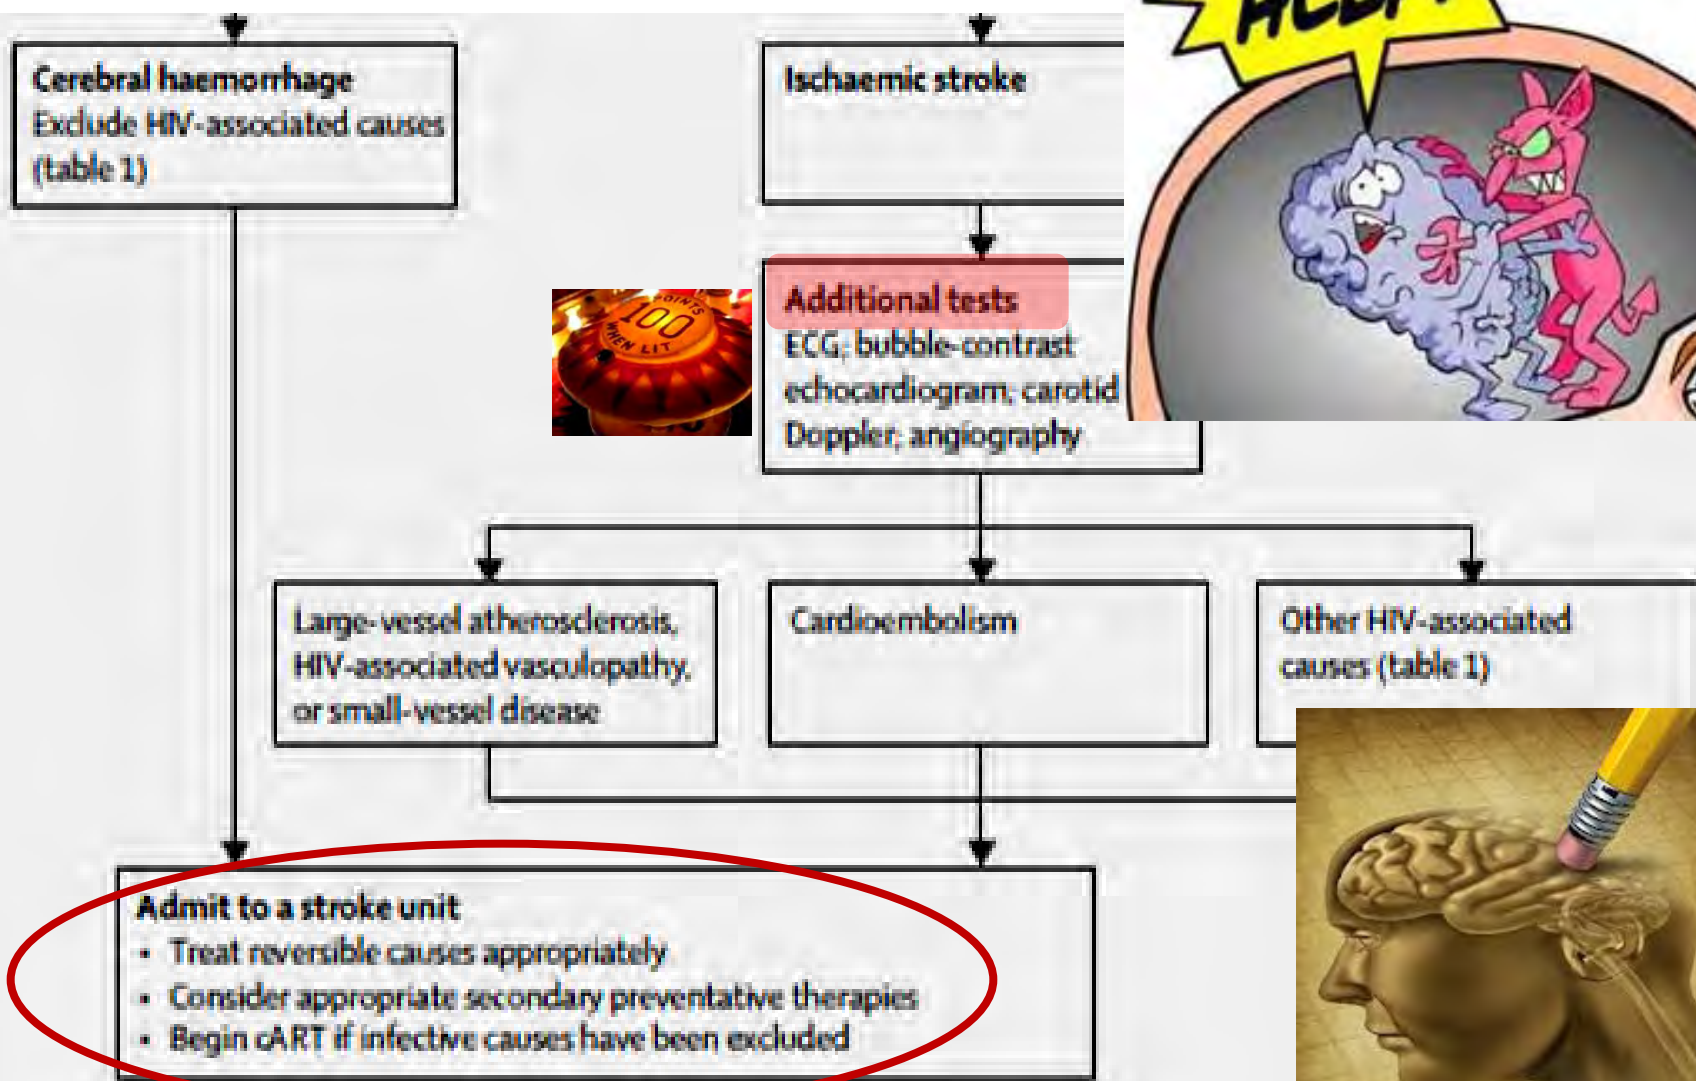 Cerebral haemorrhage
Exclude HIV-associated causes
(table 1)
Ischaemic stroke
Additional tests
ECG; bubble-contrast
echocardiogram; carotid
Doppler; angiography
POINTS
100
WHEN LIT
Large-vessel atherosclerosis,
HIV-associated vasculopathy,
or small-vessel disease
Cardioembolism
Other HIV-associated
causes (table 1)
Admit to a stroke unit
• Treat reversible causes appropriately
• Consider appropriate secondary preventative therapies
• Begin cART if infective causes have been excluded